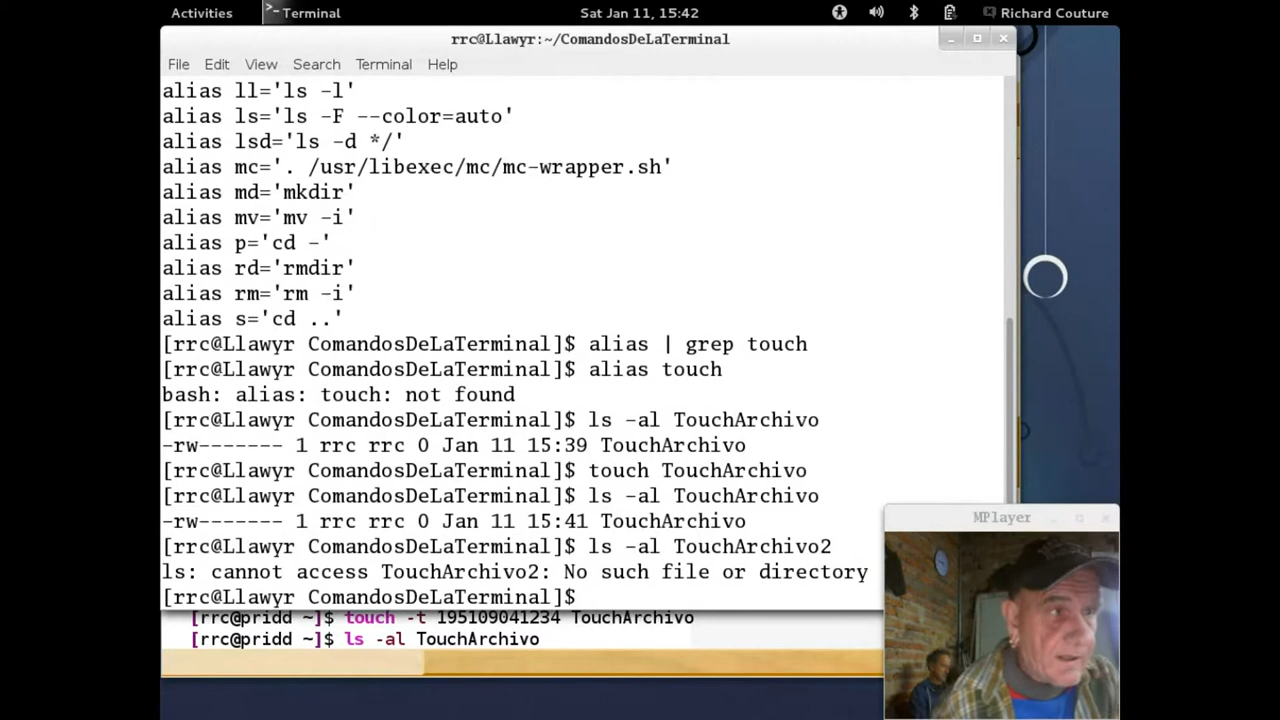 Activities
Terminal
Sat Jan 11, 15:42
Richard Couture
rrc@Llawyr:~/ComandosDeLaTerminal
File Edit View Search Terminal Help
alias ll='ls -l'
alias ls='ls -F --color=auto'
alias lsd='ls -d */'
alias mc='. /usr/libexec/mc/mc-wrapper.sh'
alias md='mkdir'
alias mv='mv -i'
alias p='cd -'
alias rd='rmdir'
alias rm='rm -i'
alias s='cd ..'
[rrc@Llawyr ComandosDeLaTerminal]$ alias | grep touch
[rrc@Llawyr ComandosDeLaTerminal]$ alias touch
bash: alias: touch: not found
[rrc@Llawyr ComandosDeLaTerminal]$ ls -al TouchArchivo
-rw------- 1 rrc rrc 0 Jan 11 15:39 TouchArchivo
[rrc@Llawyr ComandosDeLaTerminal]$ touch TouchArchivo
[rrc@Llawyr ComandosDeLaTerminal]$ ls -al TouchArchivo
-rw------- 1 rrc rrc 0 Jan 11 15:41 TouchArchivo
[rrc@Llawyr ComandosDeLaTerminal]$ ls -al TouchArchivo2
ls: cannot access TouchArchivo2: No such file or directory
[rrc@Llawyr ComandosDeLaTerminal]$
MPlayer
[rrc@pridd ~]$ touch -t 195109041234 TouchArchivo
[rrc@pridd ~]$ ls -al TouchArchivo